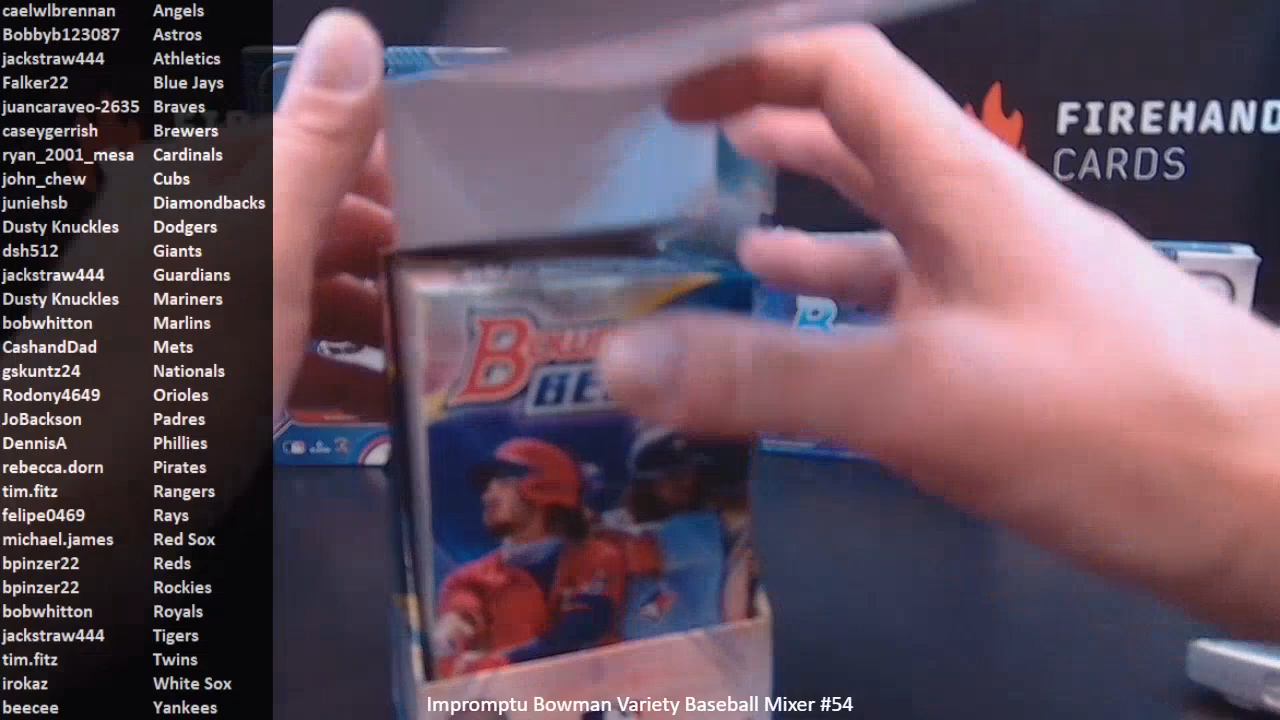 caelwlbrennan Angels
Bobbyb123087 Astros
jackstraw444 Athletics
Falker22 Blue Jays
juancaraveo-2635 Braves
caseygerrish Brewers
ryan_2001_mesa Cardinals
john_chew Cubs
juniehsb Diamondbacks
Dusty Knuckles Dodgers
dsh512 Giants
jackstraw444 Guardians
Dusty Knuckles Mariners
bobwhitton Marlins
CashandDad Mets
gskuntz24 Nationals
Rodony4649 Orioles
JoBackson Padres
DennisA Phillies
rebecca.dorn Pirates
tim.fitz Rangers
felipe0469 Rays
michael.james Red Sox
bpinzer22 Reds
bpinzer22 Rockies
bobwhitton Royals
jackstraw444 Tigers
tim.fitz Twins
irokaz White Sox
beecee Yankees
FIREHAND
CARDS
Impromptu Bowman Variety Baseball Mixer #54